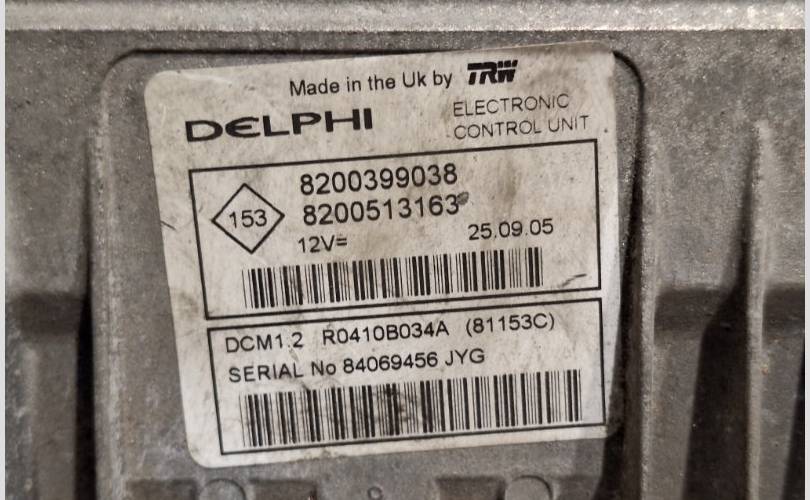 Made in the Uk by TRW
DELPHI
ELECTRONIC
CONTROL UNIT
8200399038
153
8200513163
12V= 25.09.05
DCM1.2 R0410B034A (81153C)
SERIAL No 84069456 JYG